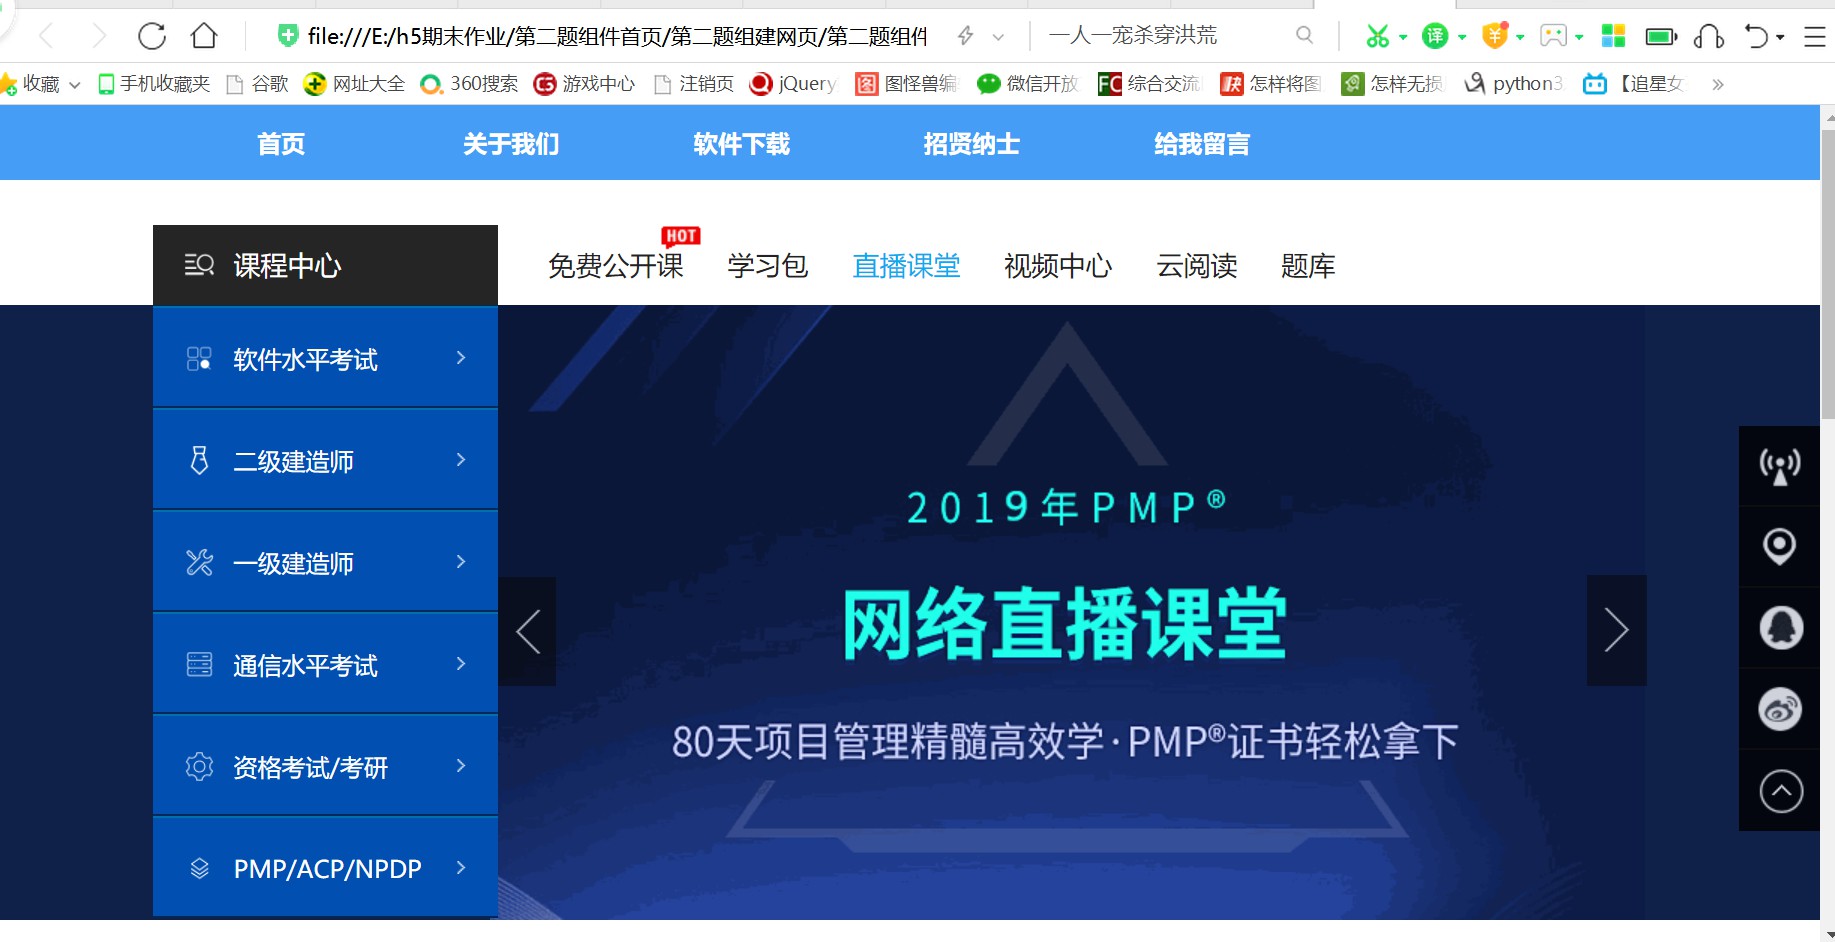 file:///E:/h5期末作业/第二题组件首页/第二题组建网页/第二题组件
一人一宠杀穿洪荒
译
收藏 手机收藏夹 谷歌 网址大全 360搜索 游戏中心 注销页 jQuery 图怪兽编 微信开放 FC 综合交流 快 怎样将图 怎样无损 python3 【追星女 »
首页 关于我们 软件下载 招贤纳士 给我留言
HOT
课程中心 免费公开课 学习包 直播课堂 视频中心 云阅读 题库
软件水平考试
二级建造师
一级建造师
通信水平考试
资格考试/考研
PMP/ACP/NPDP
2019年PMP®
网络直播课堂
80天项目管理精髓高效学·PMP®证书轻松拿下